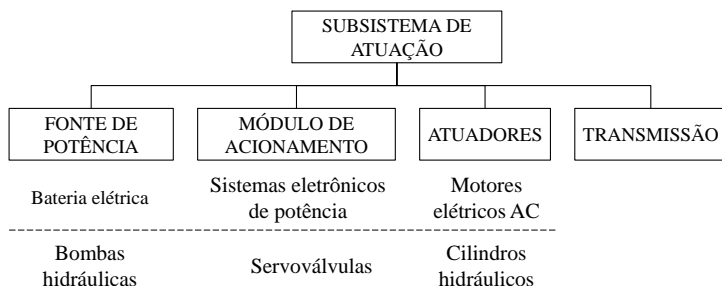 SUBSISTEMA DE
ATUAÇÃO
FONTE DE
POTÊNCIA
MÓDULO DE
ACIONAMENTO
ATUADORES
TRANSMISSÃO
Bateria elétrica
Sistemas eletrônicos
de potência
Motores
elétricos AC
Bombas
hidráulicas
Servoválvulas
Cilindros
hidráulicos